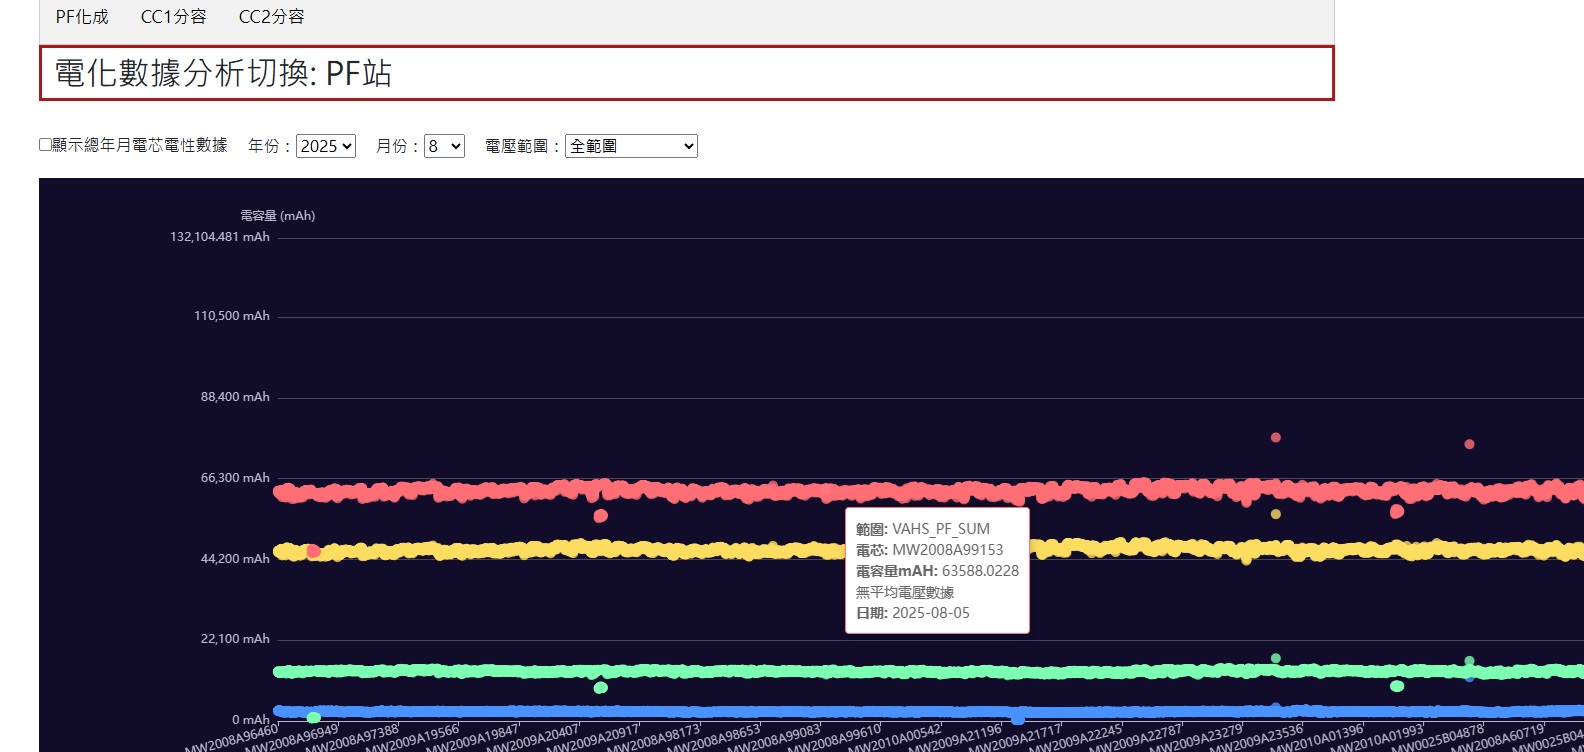 PF化成 CC1分容 CC2分容
電化數據分析切換: PF站
顯示總年月電芯電性數據 年份： 2025 月份： 8 電壓範圍： 全範圍
電容量 (mAh)
132,104.481 mAh
110,500 mAh
88,400 mAh
66,300 mAh
44,200 mAh
22,100 mAh
0 mAh
範圍: VAHS_PF_SUM
電芯: MW2008A99153
電容量mAH: 63588.0228
無平均電壓數據
日期: 2025-08-05
MW2008A96460
MW2008A96949
MW2008A97388
MW2009A19566
MW2009A19847
MW2009A20407
MW2009A20917
MW2008A98173
MW2008A98653
MW2008A99083
MW2008A99610
MW2010A00542
MW2009A21196
MW2009A21717
MW2009A22245
MW2009A22787
MW2009A23279
MW2009A23536
MW2010A01396
MW2010A01993
MW0025B04878
MW2008A60719